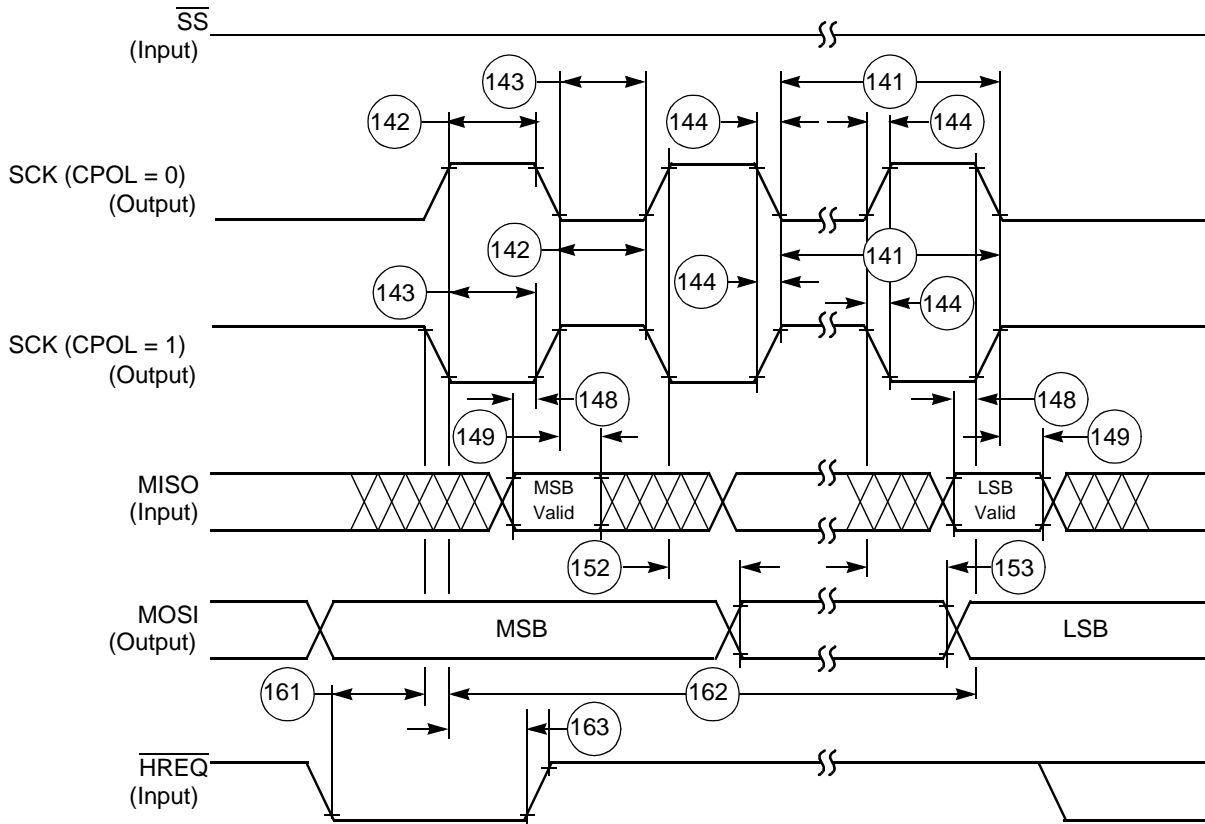 SS
(Input)
143
141
142
144
144
SCK (CPOL = 0)
(Output)
142
141
143
144
144
SCK (CPOL = 1)
(Output)
148
148
149
149
MISO
(Input)
MSB
Valid
LSB
Valid
152
153
MOSI
(Output)
MSB
LSB
161
162
163
HREQ
(Input)